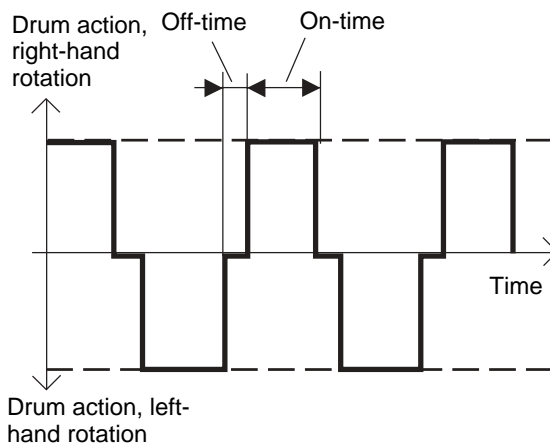 Drum action,
right-hand
rotation
Off-time
On-time
Time
Drum action, left-
hand rotation